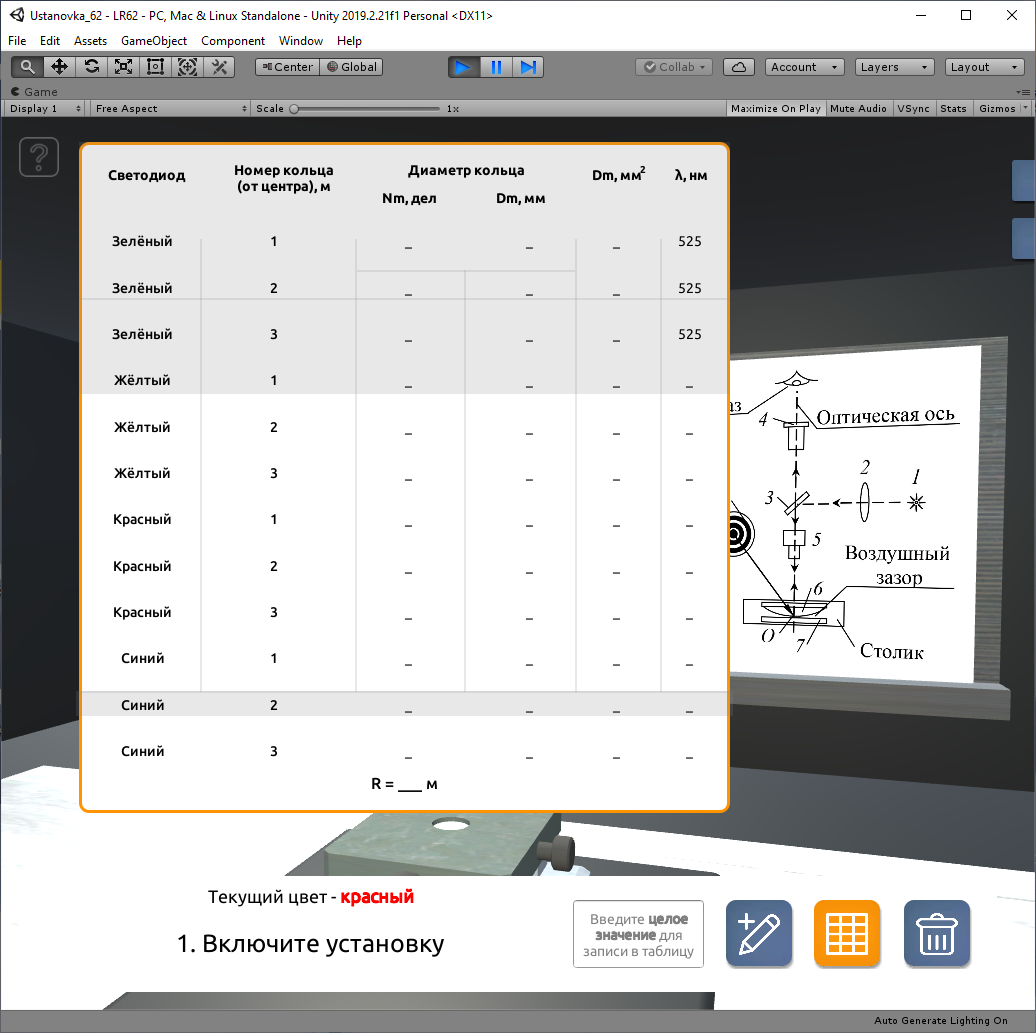 Ustanovka_62 - LR62 - PC, Mac & Linux Standalone - Unity 2019.2.21f1 Personal <DX11>
File Edit Assets GameObject Component Window Help
Center Global Collab Account Layers Layout
Game
Display 1 Free Aspect Scale 1x Maximize On Play Mute Audio VSync Stats Gizmos
?
Светодиод Номер кольца (от центра), м Диаметр кольца Dm, мм² λ, нм
Nm, дел Dm, мм
Зелёный 1 _ _ _ 525
Зелёный 2 _ _ _ 525
Зелёный 3 _ _ _ 525
Жёлтый 1 _ _ _ _
Жёлтый 2 _ _ _ _
Жёлтый 3 _ _ _ _
Красный 1 _ _ _ _
Красный 2 _ _ _ _
Красный 3 _ _ _ _
Синий 1 _ _ _ _
Синий 2 _ _ _ _
Синий 3 _ _ _ _
R = ___ м
аз
4
Оптическая ось
2
1
3
5
Воздушный
зазор
6
O
7
Столик
Текущий цвет - красный
1. Включите установку
Введите целое
значение для
записи в таблицу
Auto Generate Lighting On